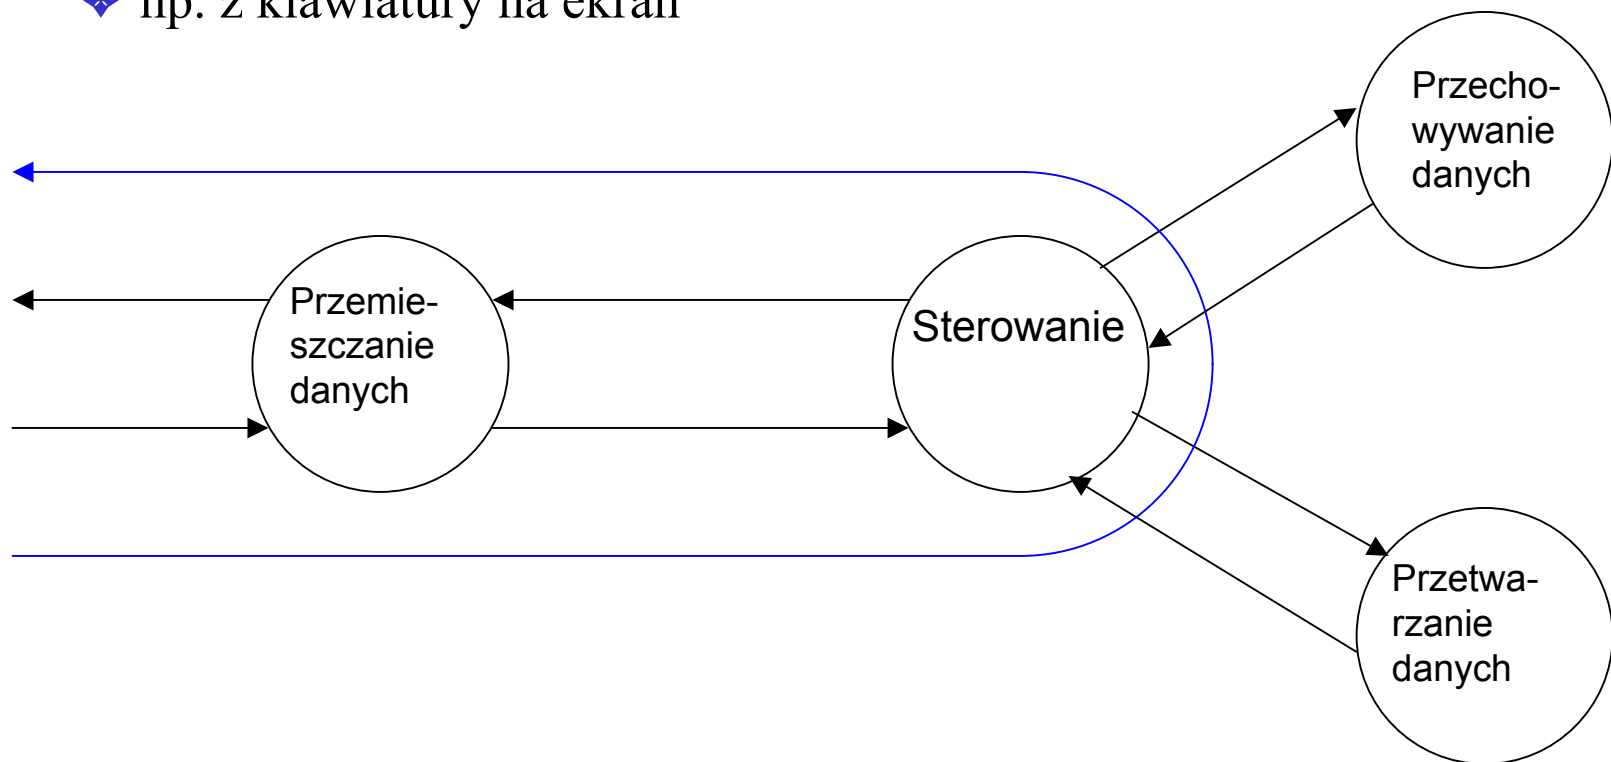 np. z klawiatury na ekran
Przecho-
wywanie
danych
Przemie-
szczanie
danych
Sterowanie
Przetwa-
rzanie
danych